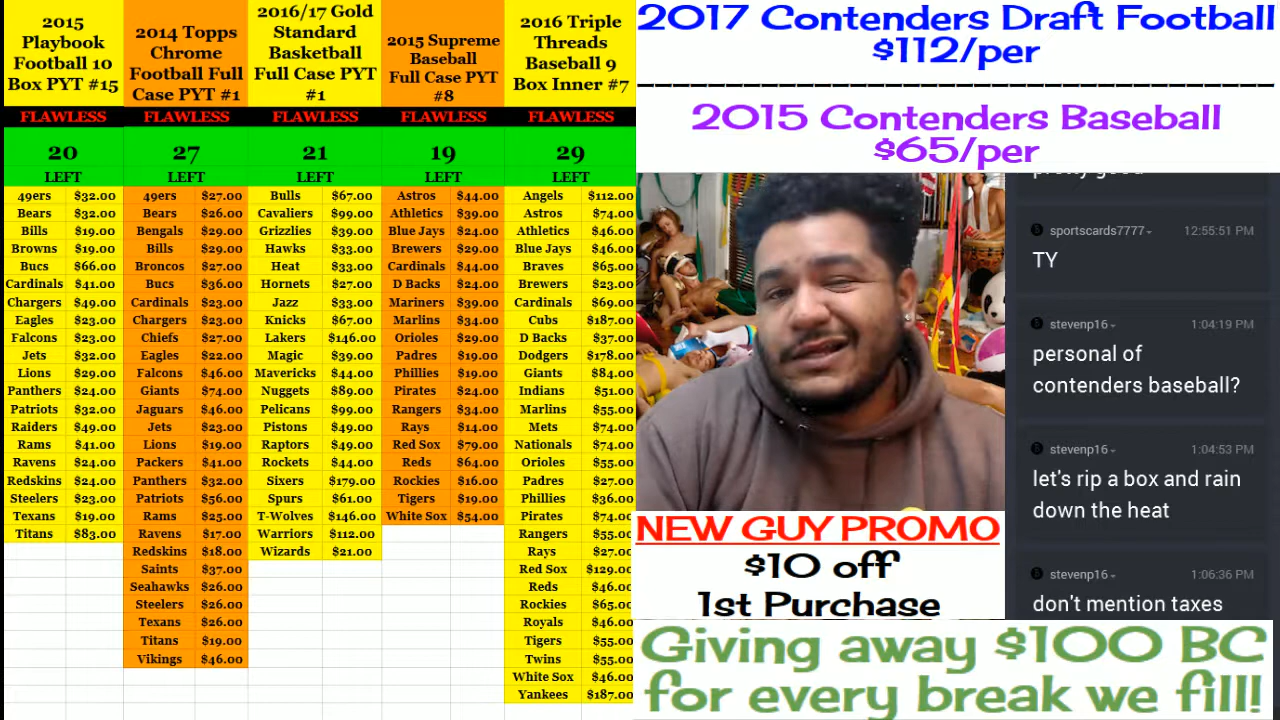 2015
Playbook
Football 10
Box PYT #15
FLAWLESS
20
LEFT
49ers $32.00
Bears $32.00
Bills $19.00
Browns $19.00
Bucs $66.00
Cardinals $41.00
Chargers $49.00
Eagles $23.00
Falcons $23.00
Jets $32.00
Lions $29.00
Panthers $24.00
Patriots $32.00
Raiders $49.00
Rams $41.00
Ravens $24.00
Redskins $24.00
Steelers $23.00
Texans $19.00
Titans $83.00
2014 Topps
Chrome
Football Full
Case PYT #1
FLAWLESS
27
LEFT
49ers $27.00
Bears $26.00
Bengals $29.00
Bills $29.00
Broncos $27.00
Bucs $36.00
Cardinals $23.00
Chargers $23.00
Chiefs $27.00
Eagles $22.00
Falcons $46.00
Giants $74.00
Jaguars $46.00
Jets $23.00
Lions $19.00
Packers $41.00
Panthers $32.00
Patriots $56.00
Rams $25.00
Ravens $17.00
Redskins $18.00
Saints $37.00
Seahawks $26.00
Steelers $26.00
Texans $26.00
Titans $19.00
Vikings $46.00
2016/17 Gold
Standard
Basketball
Full Case PYT
#1
FLAWLESS
21
LEFT
Bulls $67.00
Cavaliers $99.00
Grizzlies $39.00
Hawks $33.00
Heat $33.00
Hornets $27.00
Jazz $33.00
Knicks $67.00
Lakers $146.00
Magic $39.00
Mavericks $44.00
Nuggets $89.00
Pelicans $99.00
Pistons $49.00
Raptors $49.00
Rockets $44.00
Sixers $179.00
Spurs $61.00
T-Wolves $146.00
Warriors $112.00
Wizards $21.00
2015 Supreme
Baseball
Full Case PYT
#8
FLAWLESS
19
LEFT
Astros $44.00
Athletics $39.00
Blue Jays $24.00
Brewers $29.00
Cardinals $44.00
D Backs $24.00
Mariners $39.00
Marlins $34.00
Orioles $29.00
Padres $19.00
Phillies $19.00
Pirates $24.00
Rangers $34.00
Rays $14.00
Red Sox $79.00
Reds $64.00
Rockies $16.00
Tigers $19.00
White Sox $54.00
2016 Triple
Threads
Baseball 9
Box Inner #7
FLAWLESS
29
LEFT
Angels $112.00
Astros $74.00
Athletics $46.00
Blue Jays $46.00
Braves $65.00
Brewers $23.00
Cardinals $69.00
Cubs $187.00
D Backs $37.00
Dodgers $178.00
Giants $84.00
Indians $51.00
Marlins $55.00
Mets $74.00
Nationals $74.00
Orioles $55.00
Padres $27.00
Phillies $36.00
Pirates $74.00
Rangers $55.00
Rays $27.00
Red Sox $129.00
Reds $46.00
Rockies $65.00
Royals $46.00
Tigers $55.00
Twins $55.00
White Sox $46.00
Yankees $187.00
2017 Contenders Draft Football
$112/per
2015 Contenders Baseball
$65/per
pretty good
sportscards7777 12:55:51 PM
TY
stevenp16 1:04:19 PM
personal of
contenders baseball?
stevenp16 1:04:53 PM
let's rip a box and rain
down the heat
stevenp16 1:06:36 PM
don't mention taxes
NEW GUY PROMO
$10 off
1st Purchase
Giving away $100 BC
for every break we fill!